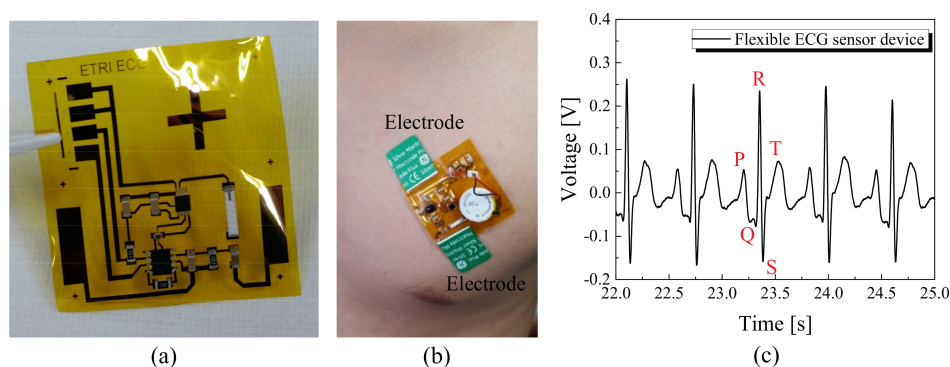 ETRI ECG
Electrode
Electrode
(a)
(b)
0.4
0.3
0.2
0.1
0.0
-0.1
-0.2
Voltage [V]
Flexible ECG sensor device
R
P
T
Q
S
22.0 22.5 23.0 23.5 24.0 24.5 25.0
Time [s]
(c)